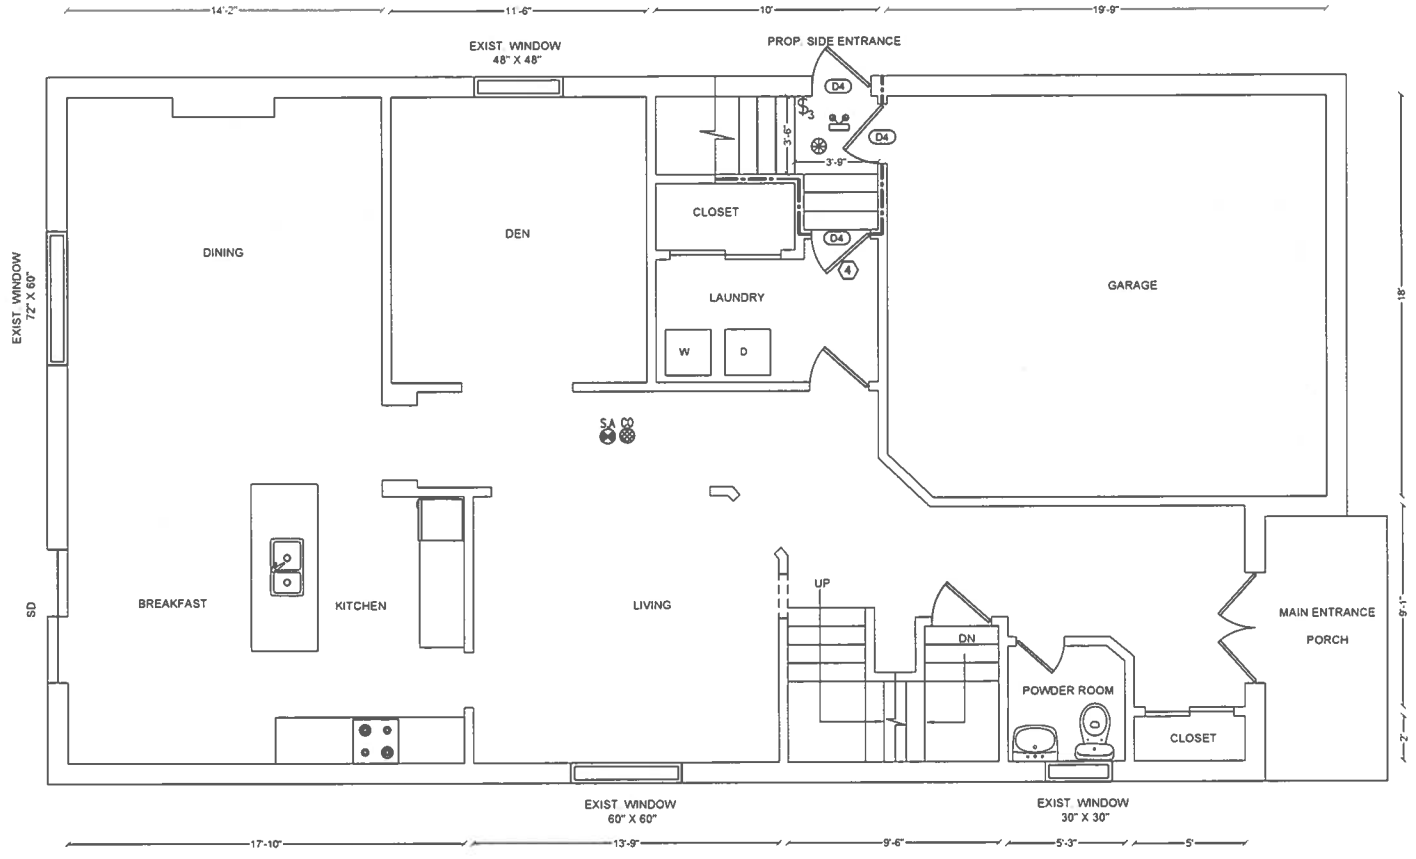 14'-2"
11'-6"
10'
19'-9"
EXIST. WINDOW
48" X 48"
PROP. SIDE ENTRANCE
D4
$3
D4
3'-6"
3'-9"
CLOSET
DEN
D4
DINING
4
EXIST. WINDOW
72" X 60"
GARAGE
18'
LAUNDRY
W
D
S.A CO
UP
BREAKFAST
KITCHEN
LIVING
SD
MAIN ENTRANCE
PORCH
9'-1"
DN
POWDER ROOM
CLOSET
2'
EXIST. WINDOW
60" X 60"
EXIST. WINDOW
30" X 30"
17'-10"
13'-9"
9'-6"
5'-3"
5'